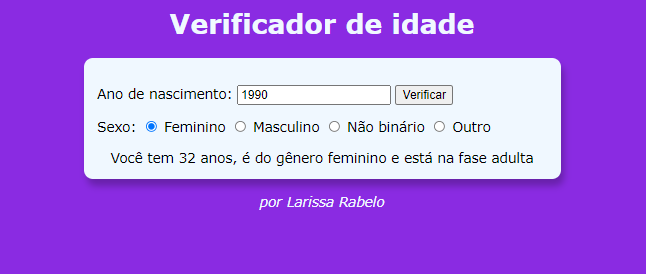 Verificador de idade
Ano de nascimento: 1990 Verificar
Sexo: Feminino Masculino Não binário Outro
Você tem 32 anos, é do gênero feminino e está na fase adulta
por Larissa Rabelo